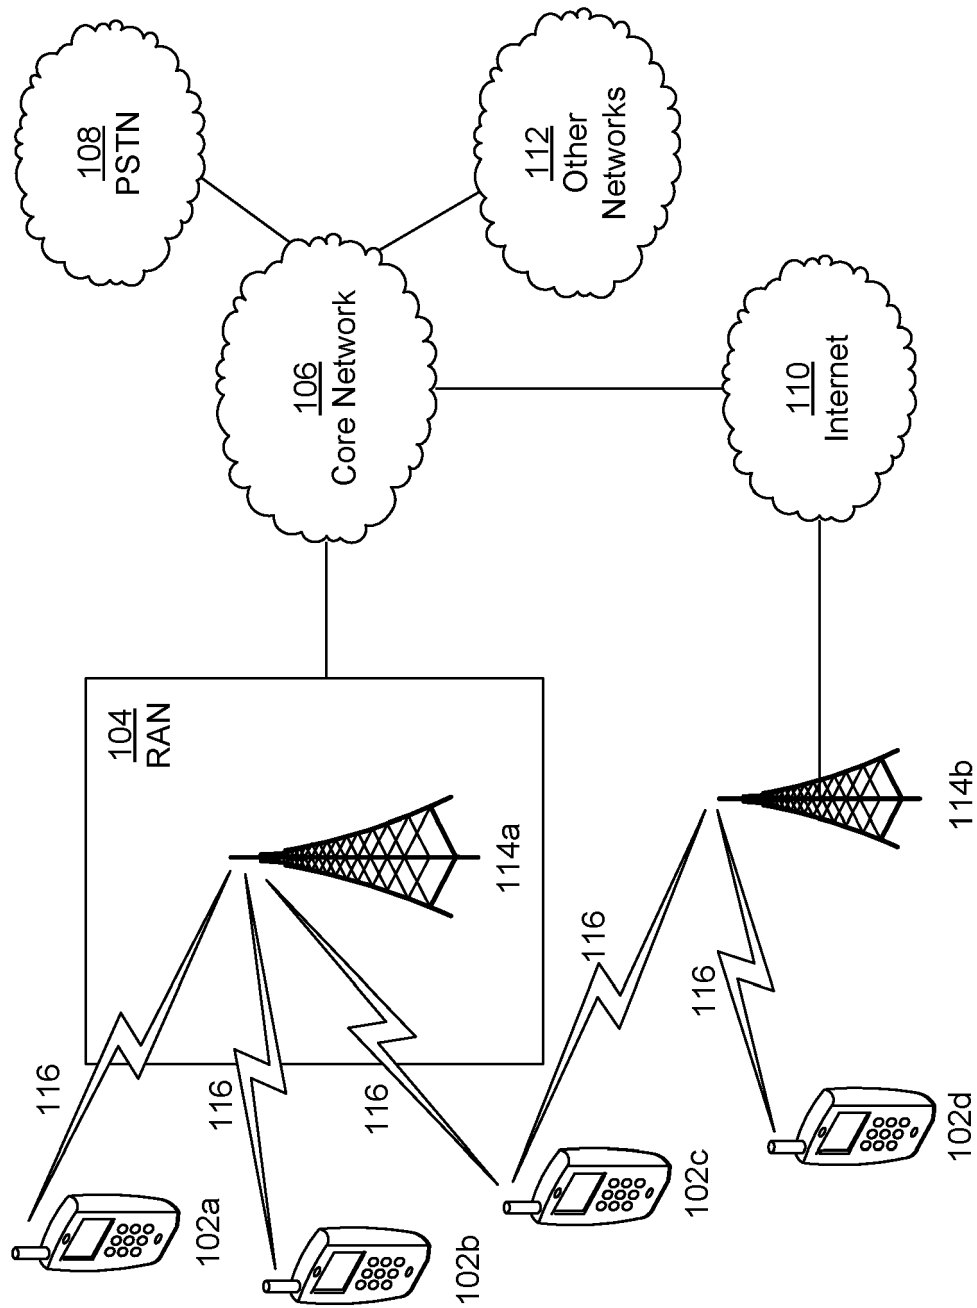 108
PSTN
112
Other
Networks
106
Core Network
110
Internet
104
RAN
114a
114b
116
116
116
116
116
102a
102b
102c
102d